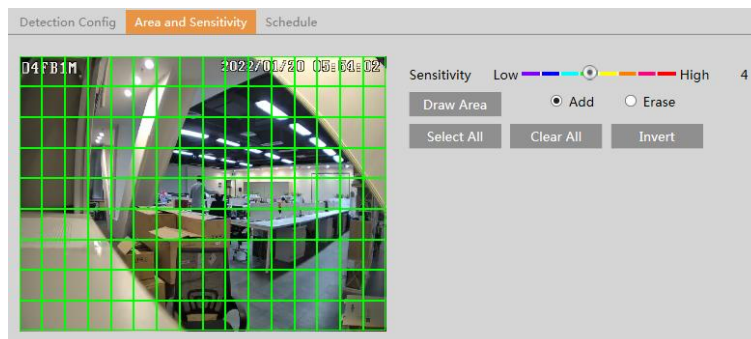 Detection Config Area and Sensitivity Schedule
D4FB1M 2022/01/20 05:54:02
Sensitivity Low High 4
Draw Area Add Erase
Select All Clear All Invert